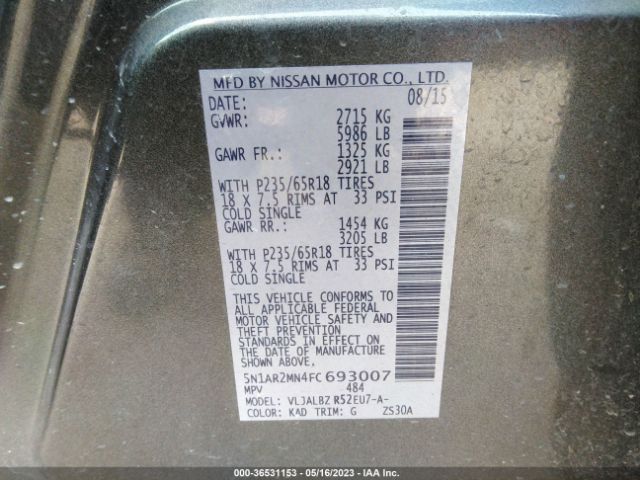 MFD BY NISSAN MOTOR CO., LTD.
DATE: 08/15
GVWR: 2715 KG
5986 LB
GAWR FR.: 1325 KG
2921 LB
WITH P235/65R18 TIRES
18 X 7.5 RIMS AT 33 PSI
COLD SINGLE
GAWR RR.: 1454 KG
3205 LB
WITH P235/65R18 TIRES
18 X 7.5 RIMS AT 33 PSI
COLD SINGLE
THIS VEHICLE CONFORMS TO
ALL APPLICABLE FEDERAL
MOTOR VEHICLE SAFETY AND
THEFT PREVENTION
STANDARDS IN EFFECT ON
THE DATE OF MANUFACTURE
SHOWN ABOVE.
5N1AR2MN4FC693007
MPV 484
MODEL: VLJALBZ R52EU7-A-
COLOR: KAD TRIM: G ZS30A
000-36531153 - 05/16/2023 - IAA Inc.